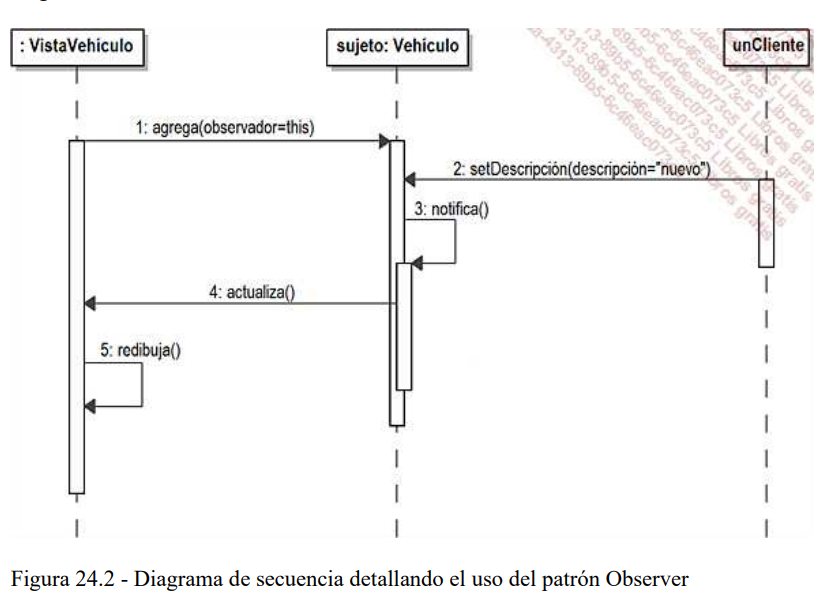 : VistaVehículo
sujeto: Vehículo
unCliente
1: agrega(observador=this)
2: setDescripción(descripción="nuevo")
3: notifica()
4: actualiza()
5: redibuja()
Figura 24.2 - Diagrama de secuencia detallando el uso del patrón Observer